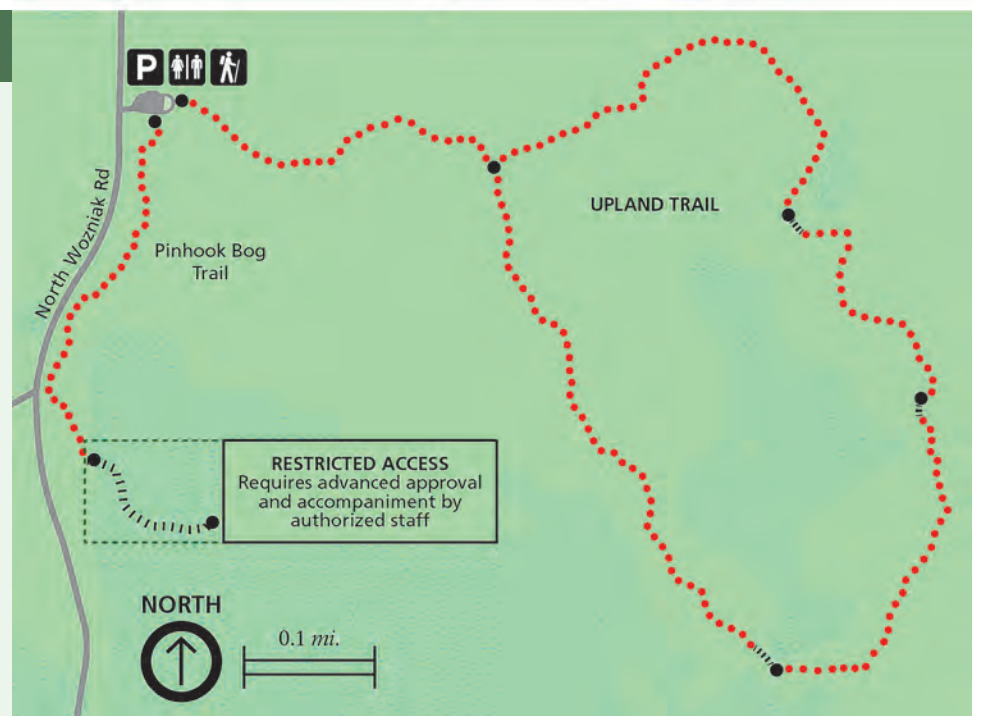 P
North Wozniak Rd
Pinhook Bog
Trail
UPLAND TRAIL
RESTRICTED ACCESS
Requires advanced approval
and accompaniment by
authorized staff
NORTH
0.1 mi.